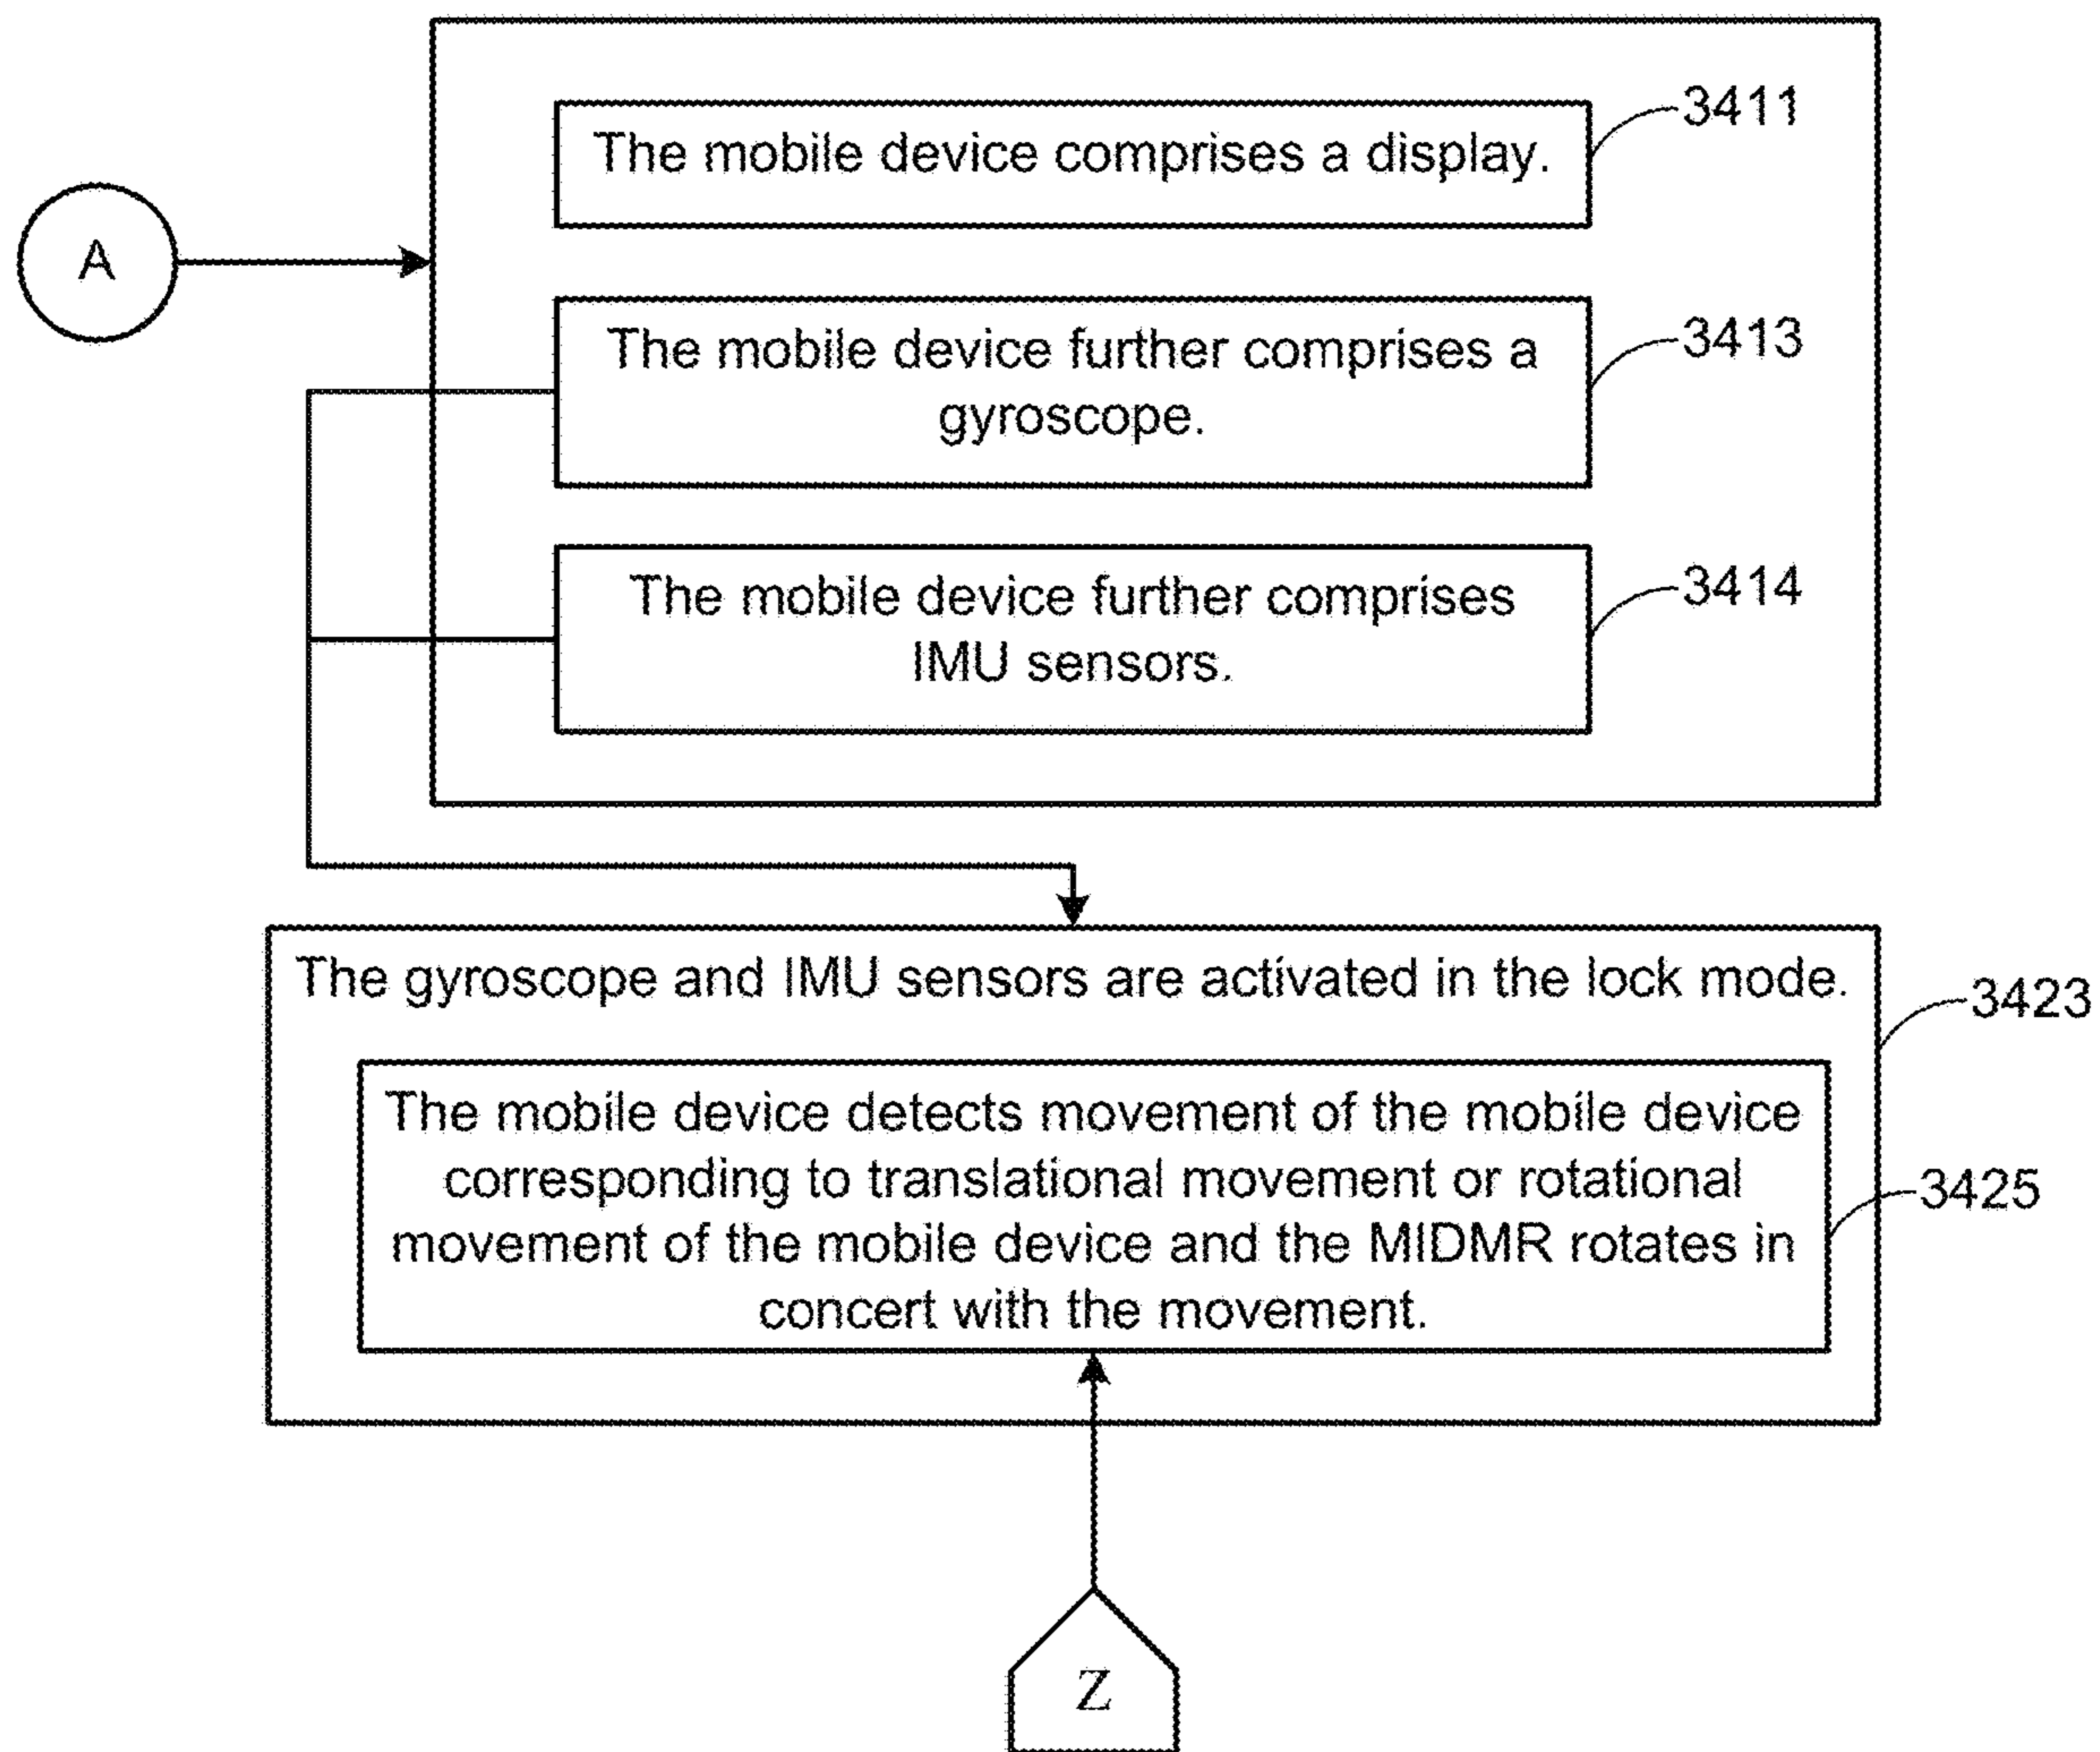 3411
The mobile device comprises a display.
A
The mobile device further comprises a
gyroscope.
3413
The mobile device further comprises
IMU sensors.
3414
The gyroscope and IMU sensors are activated in the lock mode.
3423
The mobile device detects movement of the mobile device
corresponding to translational movement or rotational
movement of the mobile device and the MIDMR rotates in
concert with the movement.
3425
Z